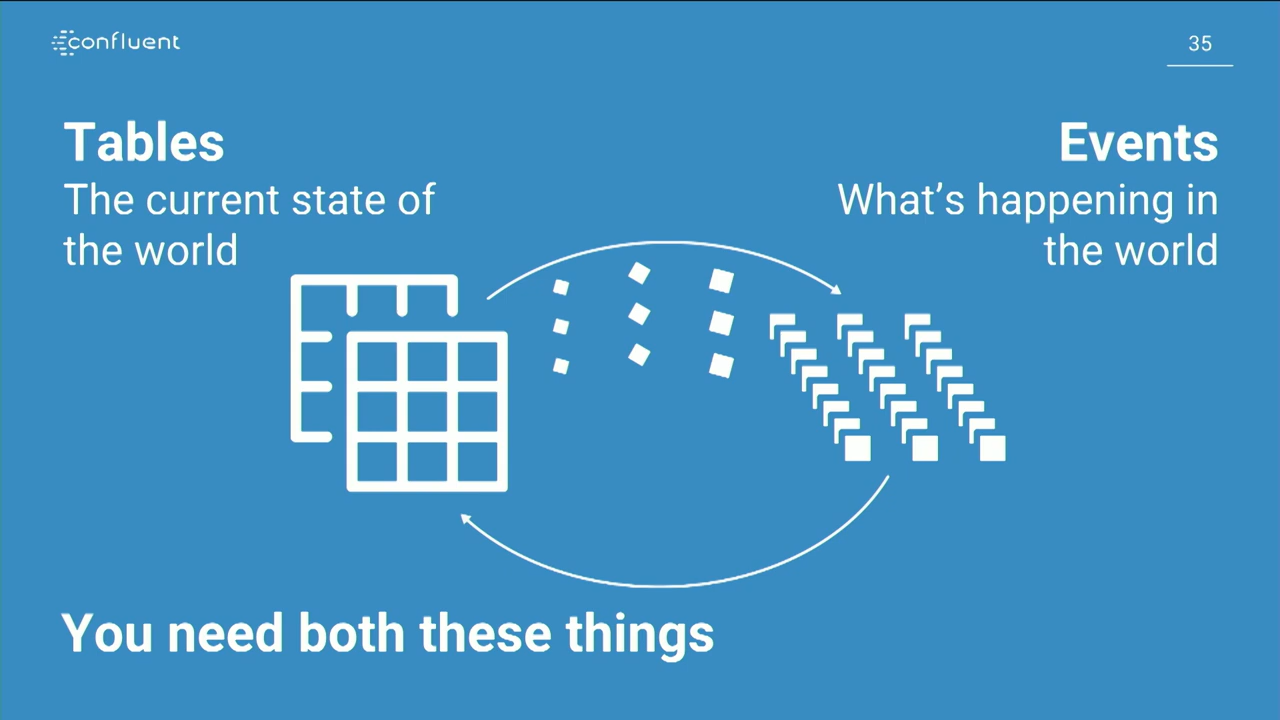 confluent
35
Tables
The current state of
the world
Events
What's happening in
the world
You need both these things